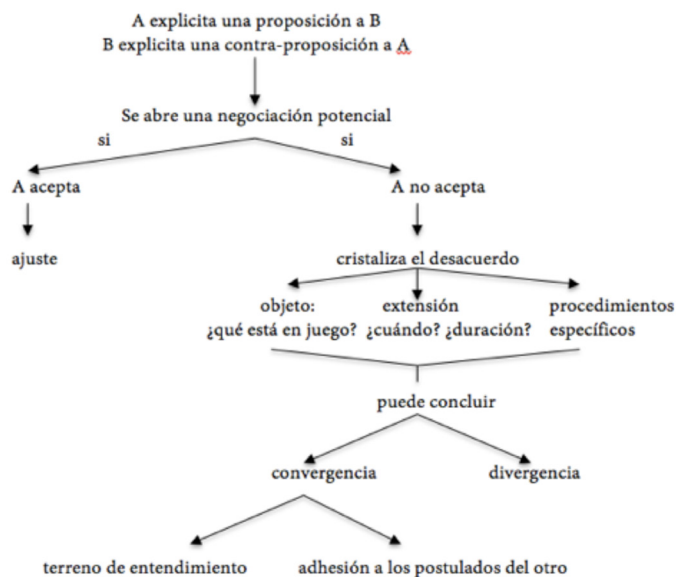 A explicita una proposición a B
B explicita una contra-proposición a A
Se abre una negociación potencial
si si
A acepta A no acepta
ajuste cristaliza el desacuerdo
objeto: extensión procedimientos
¿qué está en juego? ¿cuándo? ¿duración? específicos
puede concluir
convergencia divergencia
terreno de entendimiento adhesión a los postulados del otro